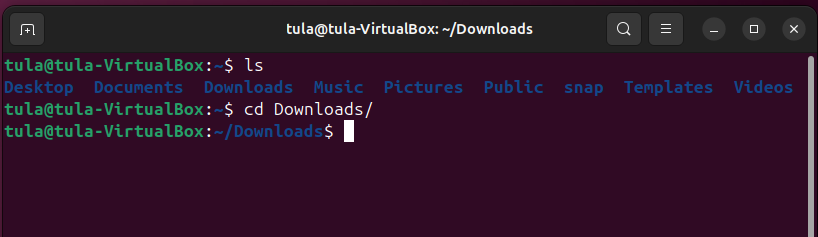 tula@tula-VirtualBox: ~/Downloads
tula@tula-VirtualBox:~$ ls
Desktop Documents Downloads Music Pictures Public snap Templates Videos
tula@tula-VirtualBox:~$ cd Downloads/
tula@tula-VirtualBox:~/Downloads$